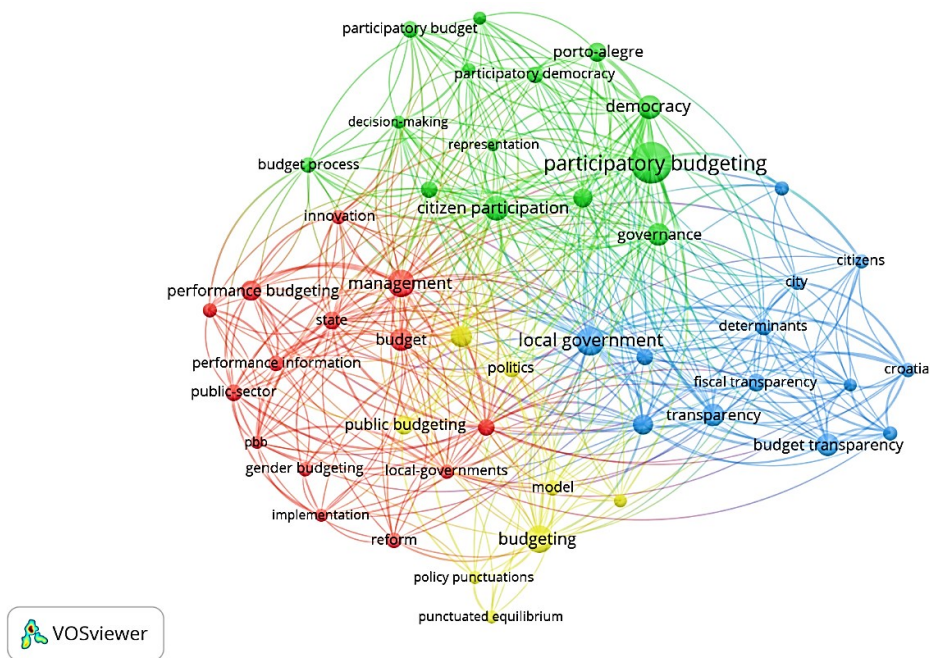 participatory budget
porto-alegre
participatory democracy
democracy
decision-making
representation
budget process
participatory budgeting
citizen participation
innovation
governance
citizens
city
performance budgeting
management
state
determinants
budget
local government
performance information
politics
croatia
fiscal transparency
public-sector
transparency
public budgeting
pbb
budget transparency
gender budgeting
local-governments
model
implementation
reform
budgeting
policy punctuations
punctuated equilibrium
VOSviewer